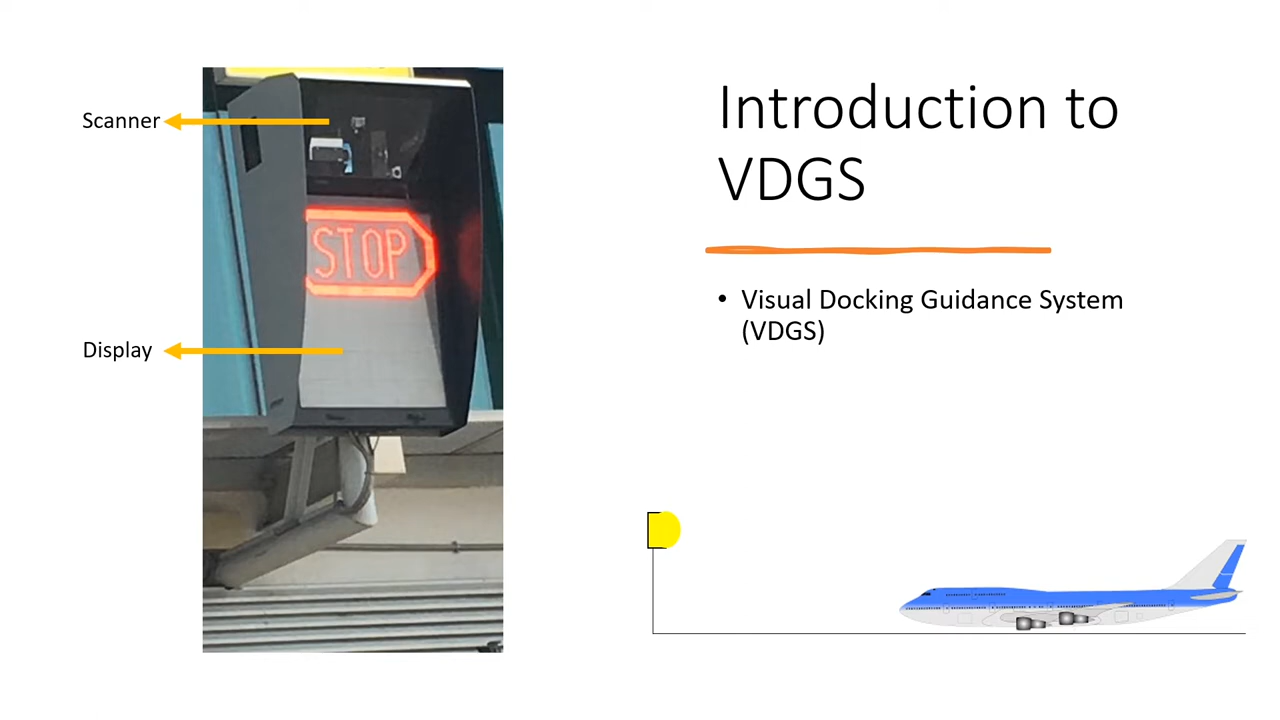 Scanner
STOP
Display
Introduction to
VDGS
• Visual Docking Guidance System
(VDGS)